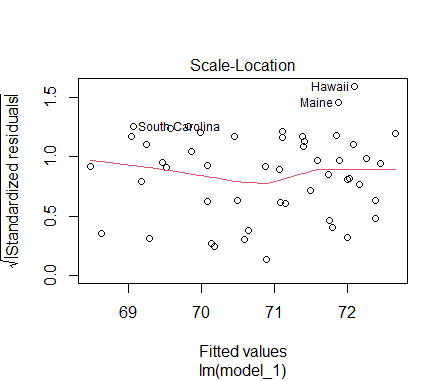 Scale-Location
√|Standardized residuals|
1.5
1.0
0.5
0.0
Hawaii
Maine
South Carolina
69 70 71 72
Fitted values
lm(model_1)